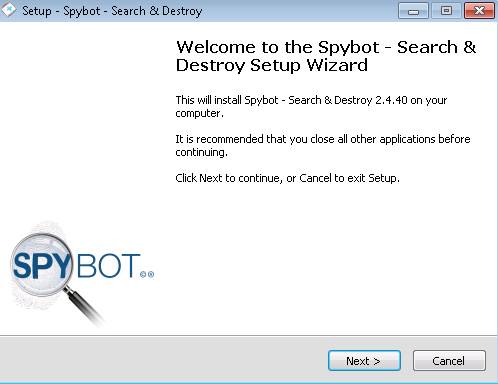 Setup - Spybot - Search & Destroy
Welcome to the Spybot - Search &
Destroy Setup Wizard
This will install Spybot - Search & Destroy 2.4.40 on your
computer.
It is recommended that you close all other applications before
continuing.
Click Next to continue, or Cancel to exit Setup.
SPYBOT©®
Next >
Cancel